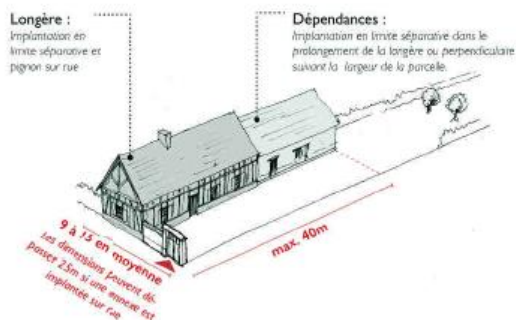 Longère :
Implantation en
limite séparative et
pignon sur rue
Dépendances :
Implantation en limite séparative dans le
prolongement de la longère ou perpendiculaire
suivant la largeur de la parcelle.
9 à 15 en moyenne
Les dimensions peuvent dé-
passer 25m si une annexe est
implantée sur rue
max. 40m